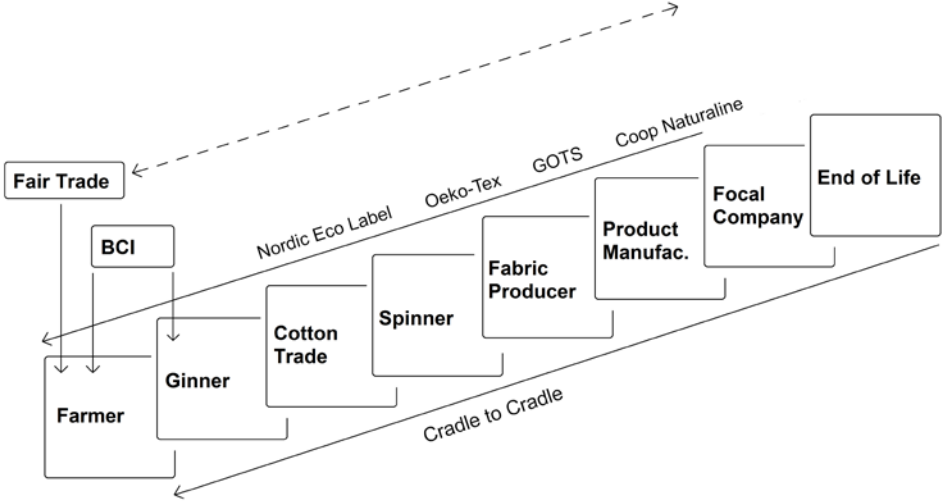 Fair Trade
BCI
Nordic Eco Label
Oeko-Tex
GOTS
Coop Naturaline
Farmer
Ginner
Cotton
Trade
Spinner
Fabric
Producer
Product
Manufac.
Focal
Company
End of Life
Cradle to Cradle